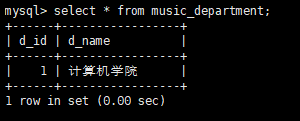 mysql> select * from music_department;
+------+-----------------+
| d_id | d_name          |
+------+-----------------+
|    1 | 计算机学院      |
+------+-----------------+
1 row in set (0.00 sec)